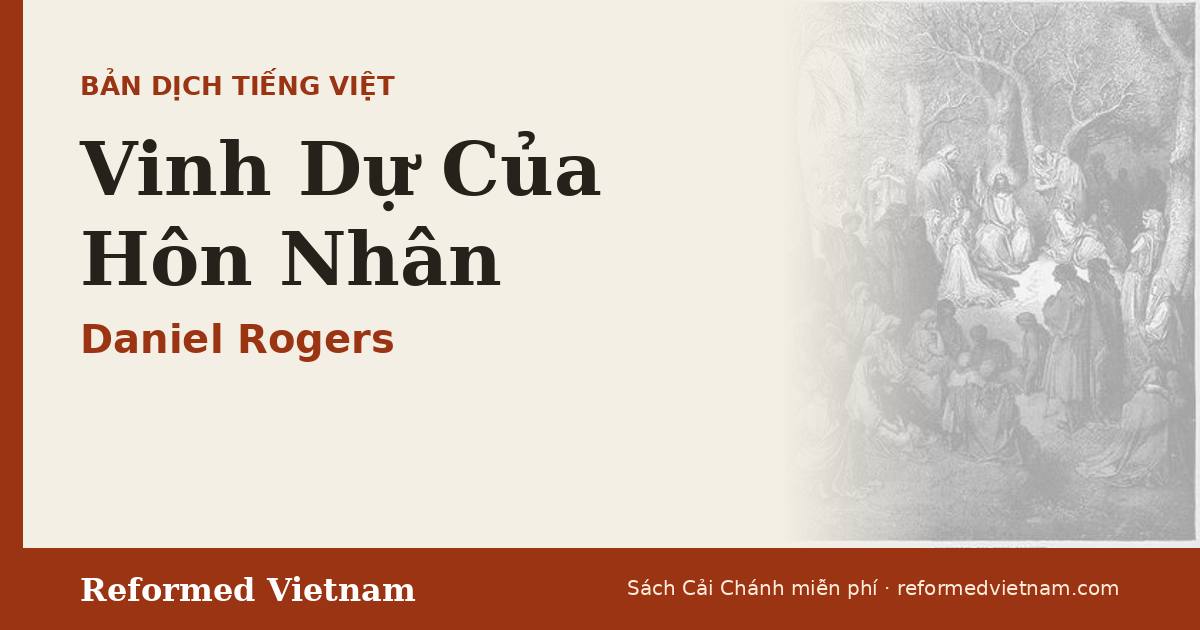 BẢN DỊCH TIẾNG VIỆT
Vinh Dự Của
Hôn Nhân
Daniel Rogers
Reformed Vietnam
Sách Cải Chánh miễn phí · reformedvietnam.com